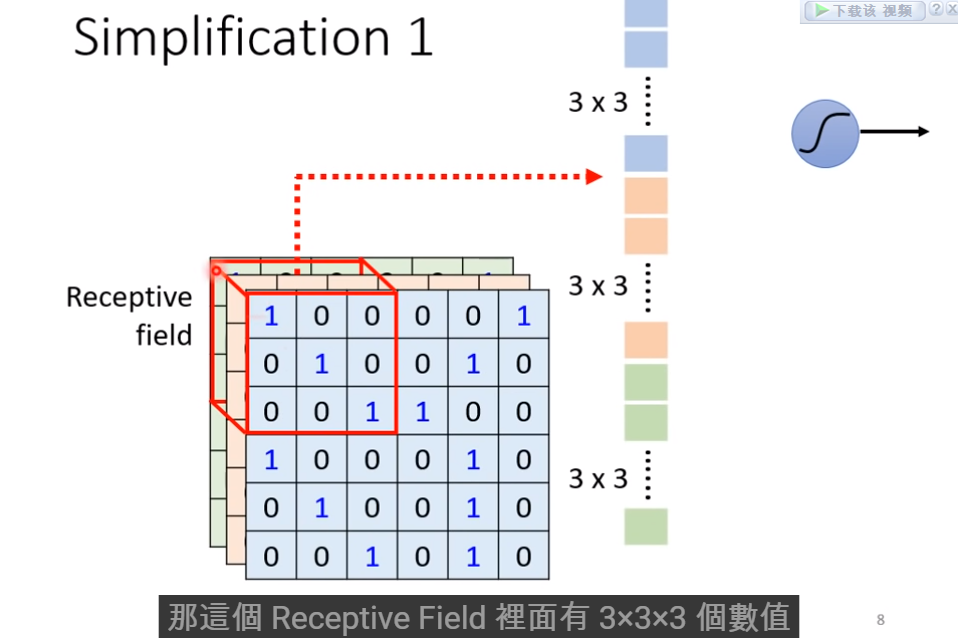 Simplification 1
下载该 视频
? X
3 x 3
3 x 3
3 x 3
Receptive
field
1 0 0 0 0 1
0 1 0 0 1 0
0 0 1 1 0 0
1 0 0 0 1 0
0 1 0 0 1 0
0 0 1 0 1 0
那這個 Receptive Field 裡面有 3×3×3 個數值
8